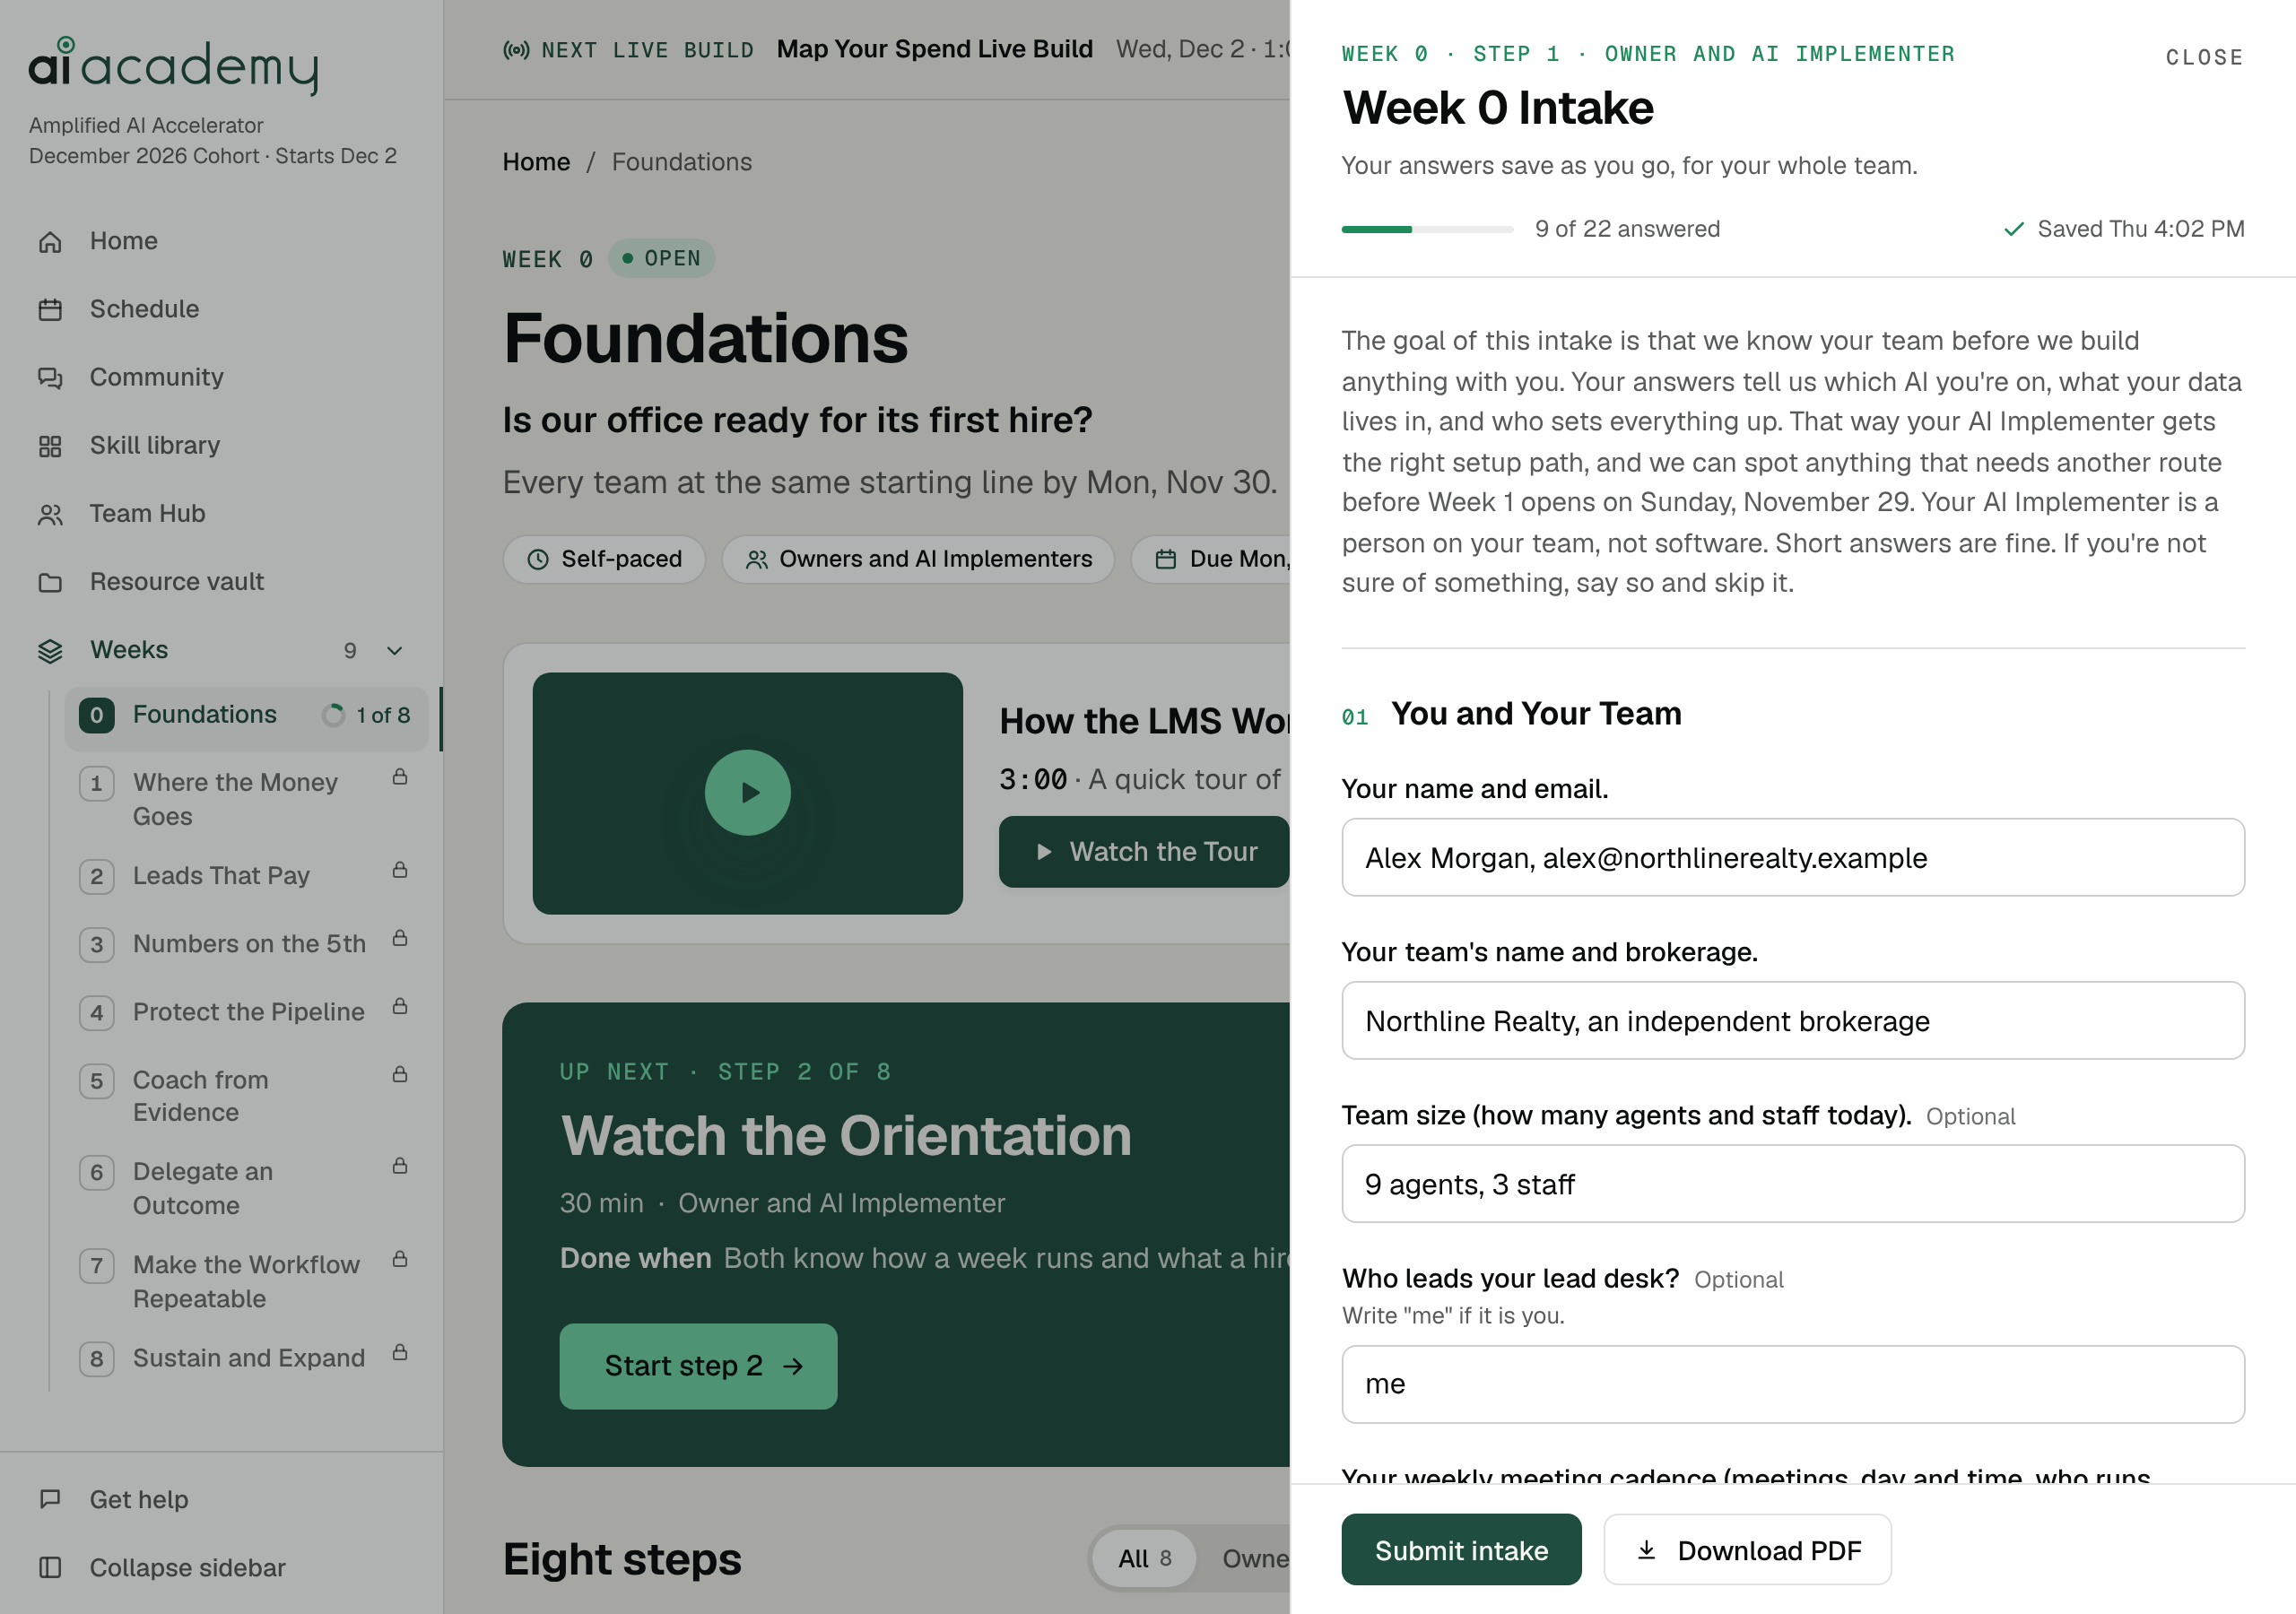 ai academy
Amplified AI Accelerator
December 2026 Cohort · Starts Dec 2
Home
Schedule
Community
Skill library
Team Hub
Resource vault
Weeks 9
0 Foundations 1 of 8
1 Where the Money
Goes
2 Leads That Pay
3 Numbers on the 5th
4 Protect the Pipeline
5 Coach from
Evidence
6 Delegate an
Outcome
7 Make the Workflow
Repeatable
8 Sustain and Expand
Get help
Collapse sidebar
NEXT LIVE BUILD Map Your Spend Live Build Wed, Dec 2 · 1:0
Home / Foundations
WEEK 0 OPEN
Foundations
Is our office ready for its first hire?
Every team at the same starting line by Mon, Nov 30.
Self-paced
Owners and AI Implementers
Due Mon,
How the LMS Wor
3:00 · A quick tour of
Watch the Tour
UP NEXT · STEP 2 OF 8
Watch the Orientation
30 min · Owner and AI Implementer
Done when Both know how a week runs and what a hir
Start step 2
Eight steps
All 8
Owne
WEEK 0 · STEP 1 · OWNER AND AI IMPLEMENTER
CLOSE
Week 0 Intake
Your answers save as you go, for your whole team.
9 of 22 answered
Saved Thu 4:02 PM
The goal of this intake is that we know your team before we build
anything with you. Your answers tell us which AI you're on, what your data
lives in, and who sets everything up. That way your AI Implementer gets
the right setup path, and we can spot anything that needs another route
before Week 1 opens on Sunday, November 29. Your AI Implementer is a
person on your team, not software. Short answers are fine. If you're not
sure of something, say so and skip it.
01 You and Your Team
Your name and email.
Alex Morgan, alex@northlinerealty.example
Your team's name and brokerage.
Northline Realty, an independent brokerage
Team size (how many agents and staff today). Optional
9 agents, 3 staff
Who leads your lead desk? Optional
Write "me" if it is you.
me
Your weekly meeting cadence (meetings, day and time, who runs
Submit intake
Download PDF